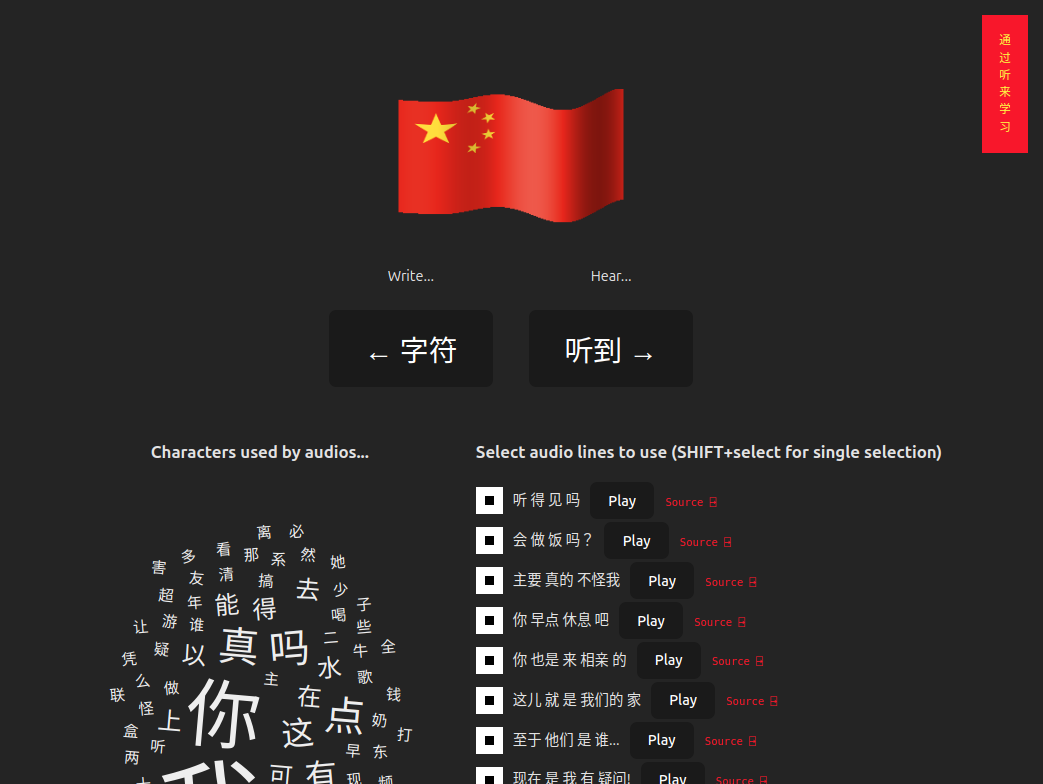 通过听来学习
Write...
Hear...
← 字符
听到 →
Characters used by audios...
Select audio lines to use (SHIFT+select for single selection)
听 得 见 吗 Play Source
会 做 饭 吗 ？ Play Source
主要 真的 不怪我 Play Source
你 早点 休息 吧 Play Source
你 也是 来 相亲 的 Play Source
这儿 就 是 我们的 家 Play Source
至于 他们 是 谁... Play Source
现在 是 我 有 疑问! Play Source
离 必
多 看 那 系 然 她
害 友 清 搞 去 少
超 年 能 得 喝 子
让 游 谁 二 些
凭 疑 以 真 吗 水 牛 全
联 么 做 主 在 歌 钱
怪 上 你 这 点 奶 打
盒 听 早 东
两 我 可 有 现 频